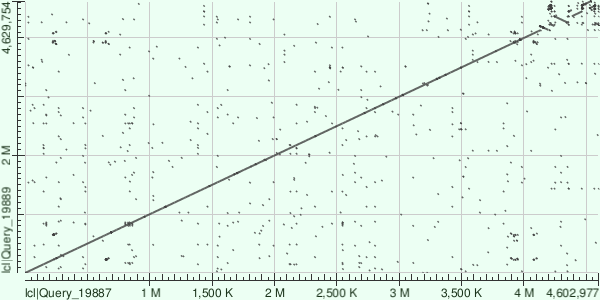 4,629,754
2 M
lcl|Query_19889
lcl|Query_19887
1 M
1,500 K
2 M
2,500 K
3 M
3,500 K
4 M
4,602,977